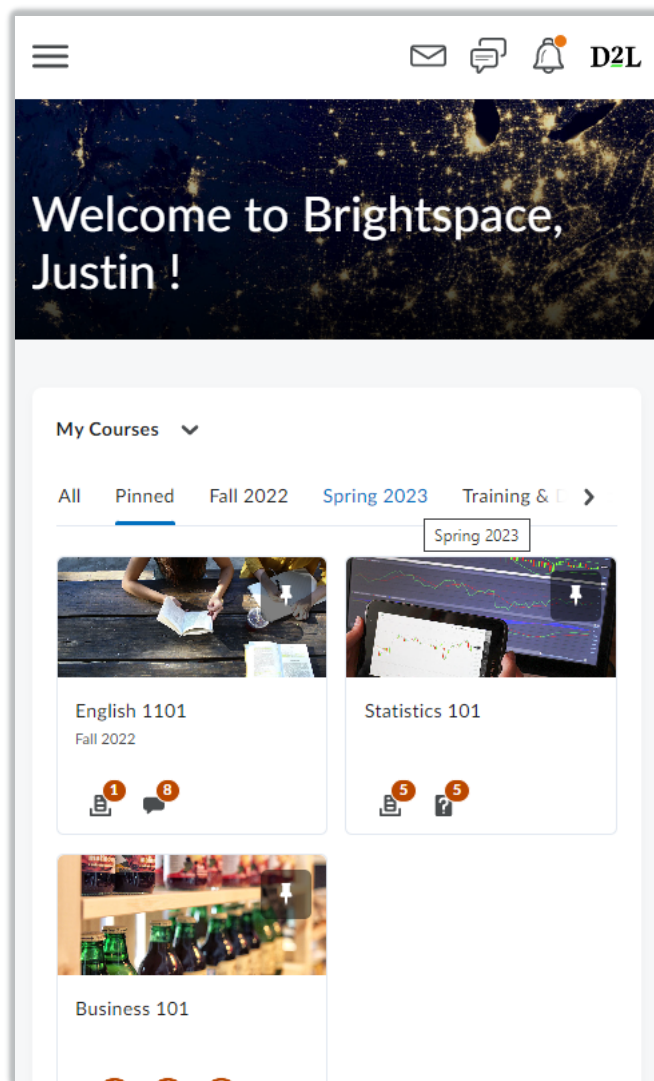 D2L
Welcome to Brightspace,
Justin !
My Courses
All Pinned Fall 2022 Spring 2023 Training &
Spring 2023
English 1101
Fall 2022
1 8
Statistics 101
5 5
Business 101